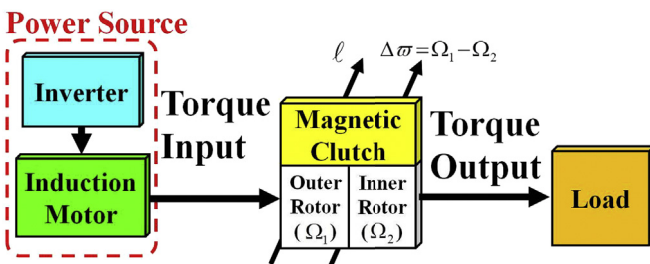 Power Source
Inverter
Induction
Motor
Torque
Input
ℓ
Δϖ=Ω₁−Ω₂
Magnetic
Clutch
Outer
Rotor
(Ω₁)
Inner
Rotor
(Ω₂)
Torque
Output
Load